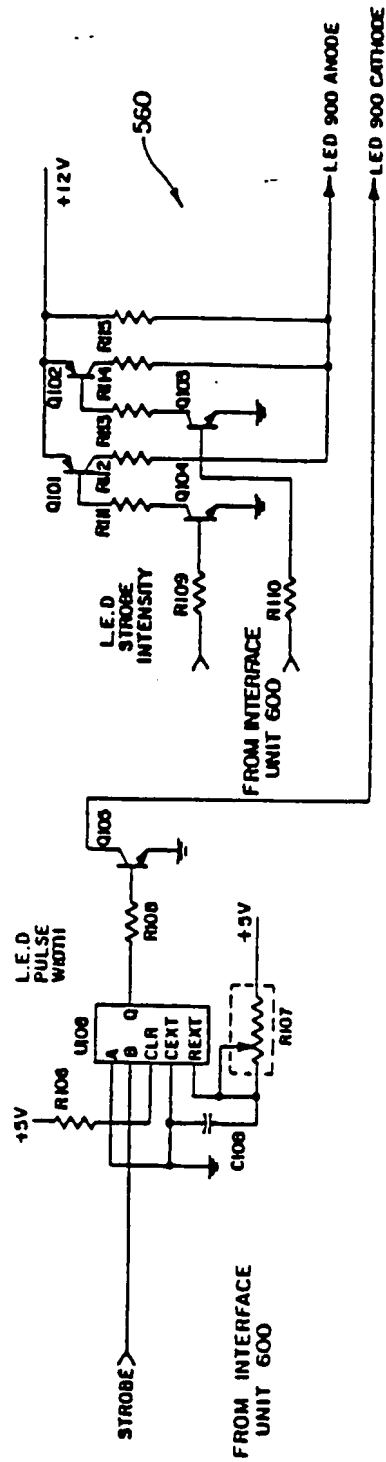 560
+12V
Q102
R115
R114
R113
Q103
Q101
R112
R111
Q104
L.E.D
STROBE
INTENSITY
R109
R110
FROM INTERFACE
UNIT 600
LED 900 ANODE
LED 900 CATHODE
Q105
L.E.D
PULSE
WIDTH
R108
U108
A
B
CLR
CEXT
REXT
Q
R106
+5V
+5V
R107
C108
STROBE
FROM INTERFACE
UNIT 600